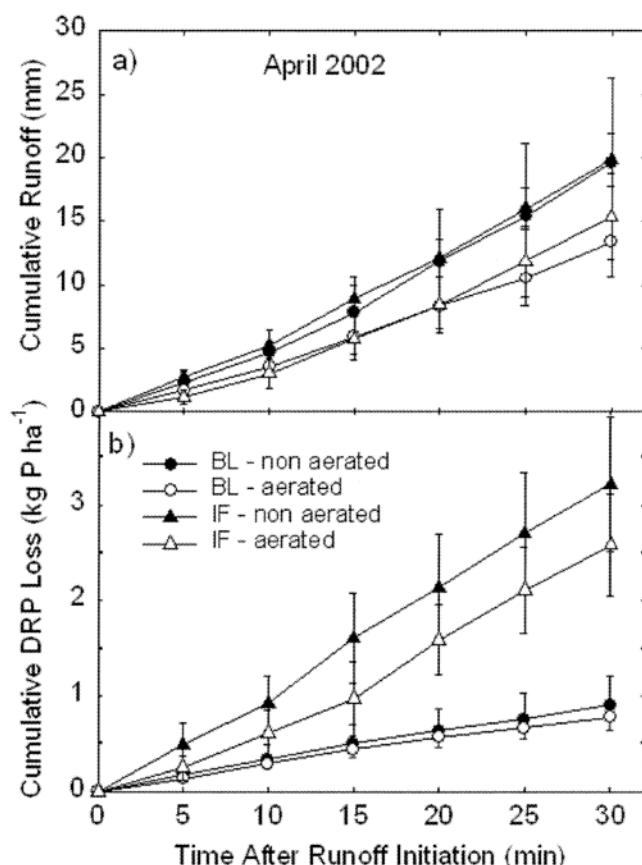 30
a)
April 2002
25
20
15
10
5
0
Cumulative Runoff (mm)
b)
BL - non aerated
BL - aerated
IF - non aerated
IF - aerated
3
2
1
0
Cumulative DRP Loss (kg P ha⁻¹)
0 5 10 15 20 25 30
Time After Runoff Initiation (min)